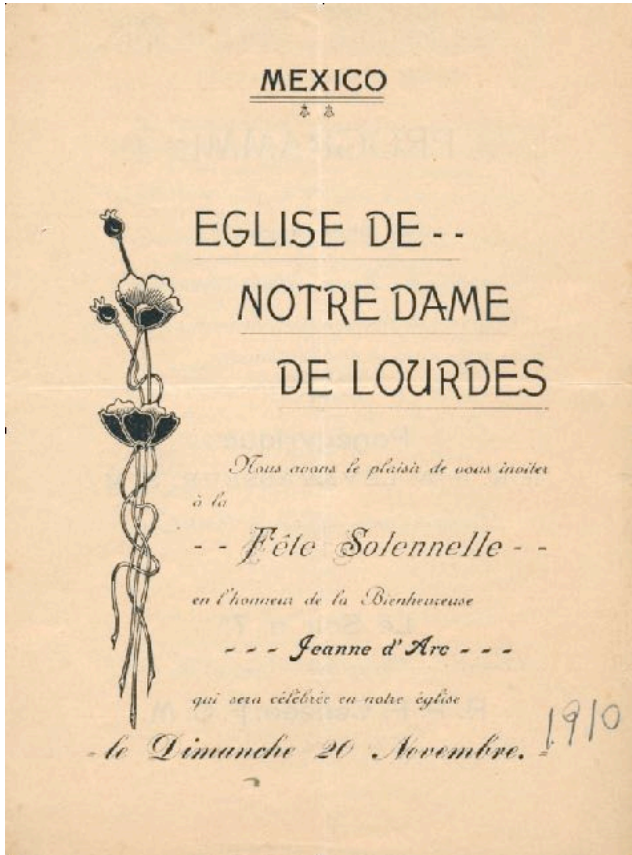 MEXICO
EGLISE DE - -
NOTRE DAME
DE LOURDES
Nous avons le plaisir de vous inviter
à la
- - Fête Solennelle - -
en l'honneur de la Bienheureuse
- - - Jeanne d'Arc - - -
qui sera célébrée en notre église
- le Dimanche 20 Novembre. -
1910